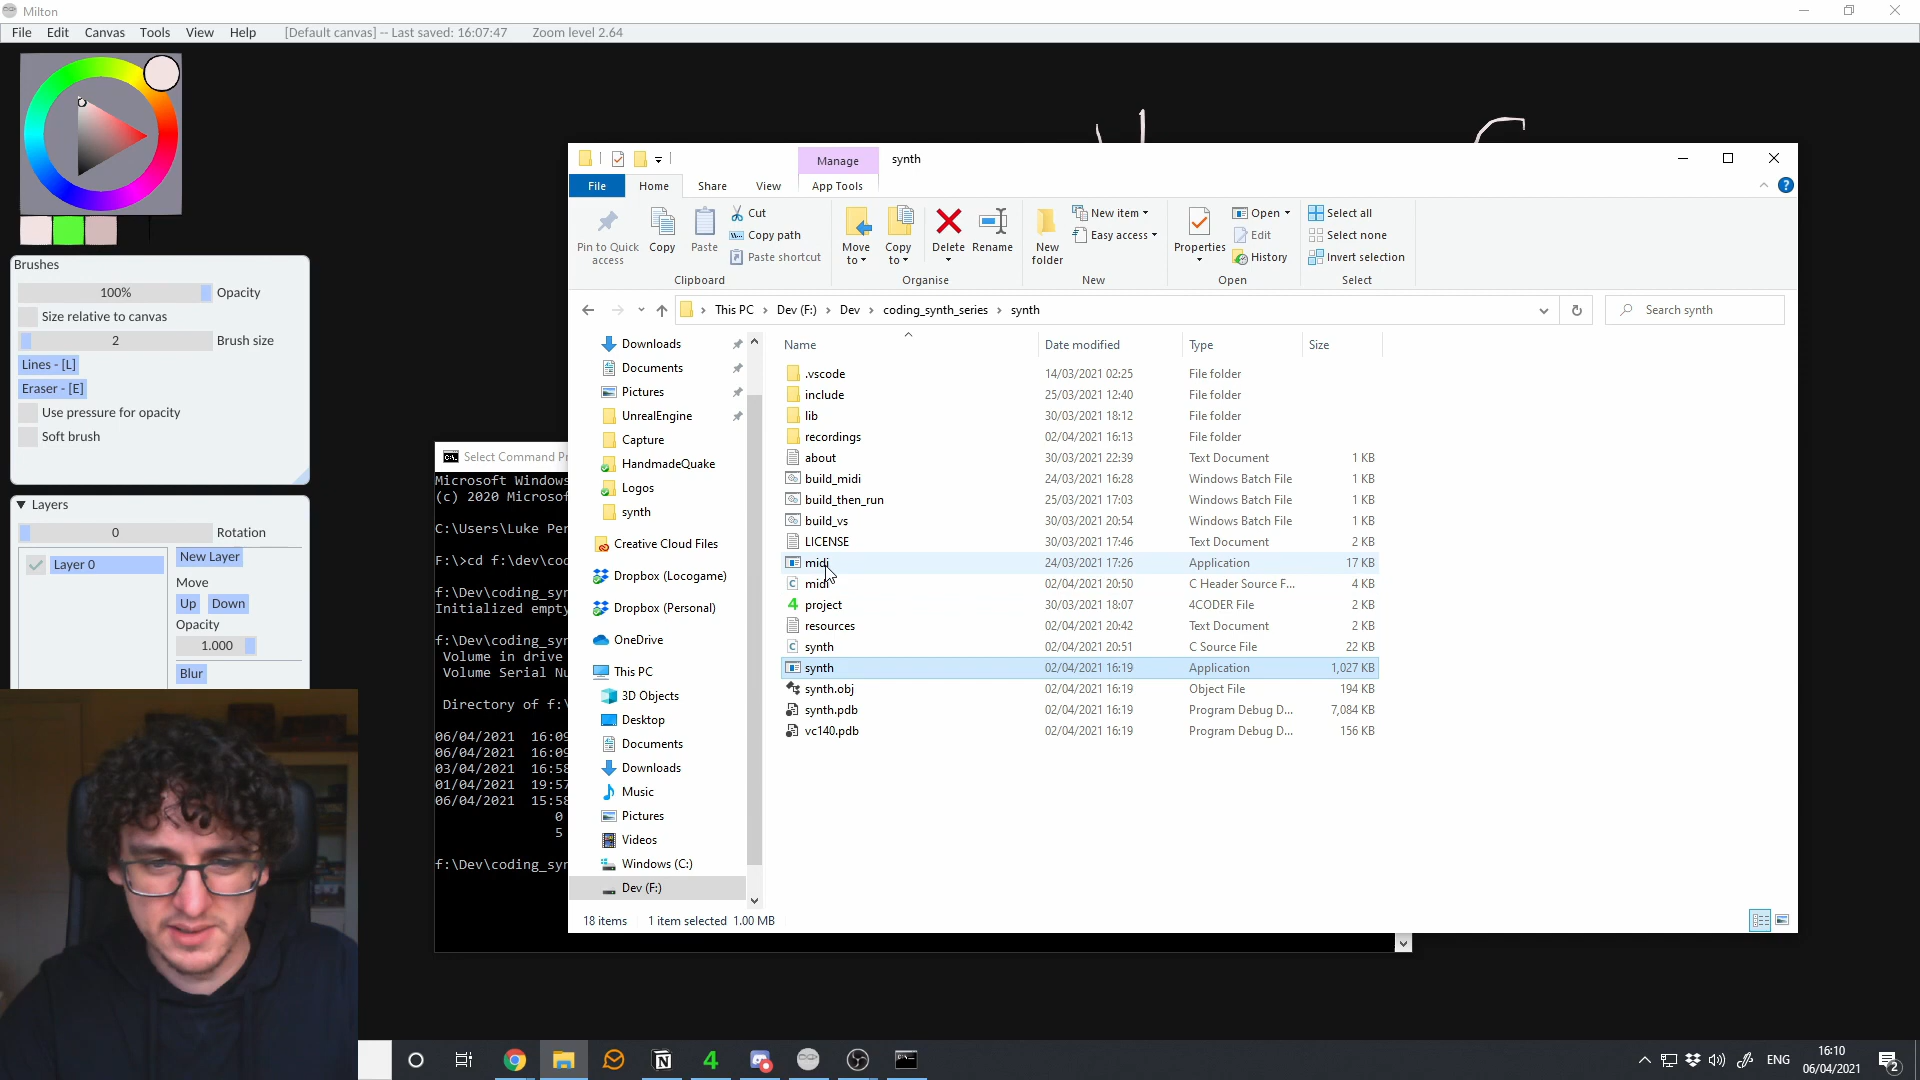 Milton
File Edit Canvas Tools View Help [Default canvas] -- Last saved: 16:07:47 Zoom level 2.64
Brushes
100% Opacity
Size relative to canvas
2 Brush size
Lines - [L]
Eraser - [E]
Use pressure for opacity
Soft brush
Layers
0 Rotation
Layer 0
New Layer
Move
Up Down
Opacity
1.000
Blur
Select Command Pr
Microsoft Windows
(c) 2020 Microsof
C:\Users\Luke Per
F:\>cd f:\dev\cod
f:\Dev\coding_syn
Initialized empty
f:\Dev\coding_syn
Volume in drive
Volume Serial Nu
Directory of f:\
06/04/2021 16:09
06/04/2021 16:09
03/04/2021 16:58
01/04/2021 19:57
06/04/2021 15:58
0
5
f:\Dev\coding_syn
Manage synth
File Home Share View App Tools
Pin to Quick access
Copy
Paste
Cut
Copy path
Paste shortcut
Clipboard
Move to
Copy to
Delete
Rename
Organise
New folder
New item
Easy access
New
Properties
Open
Edit
History
Open
Select all
Select none
Invert selection
Select
This PC > Dev (F:) > Dev > coding_synth_series > synth
Search synth
Downloads
Documents
Pictures
UnrealEngine
Capture
HandmadeQuake
Logos
synth
Creative Cloud Files
Dropbox (Locogame)
Dropbox (Personal)
OneDrive
This PC
3D Objects
Desktop
Documents
Downloads
Music
Pictures
Videos
Windows (C:)
Dev (F:)
Name Date modified Type Size
.vscode 14/03/2021 02:25 File folder
include 25/03/2021 12:40 File folder
lib 30/03/2021 18:12 File folder
recordings 02/04/2021 16:13 File folder
about 30/03/2021 22:39 Text Document 1 KB
build_midi 24/03/2021 16:28 Windows Batch File 1 KB
build_then_run 25/03/2021 17:03 Windows Batch File 1 KB
build_vs 30/03/2021 20:54 Windows Batch File 1 KB
LICENSE 30/03/2021 17:46 Text Document 2 KB
midi 24/03/2021 17:26 Application 17 KB
midi 02/04/2021 20:50 C Header Source F... 4 KB
project 30/03/2021 18:07 4CODER File 2 KB
resources 02/04/2021 20:42 Text Document 2 KB
synth 02/04/2021 20:51 C Source File 22 KB
synth 02/04/2021 16:19 Application 1,027 KB
synth.obj 02/04/2021 16:19 Object File 194 KB
synth.pdb 02/04/2021 16:19 Program Debug D... 7,084 KB
vc140.pdb 02/04/2021 16:19 Program Debug D... 156 KB
18 items 1 item selected 1.00 MB
ENG
16:10
06/04/2021
2